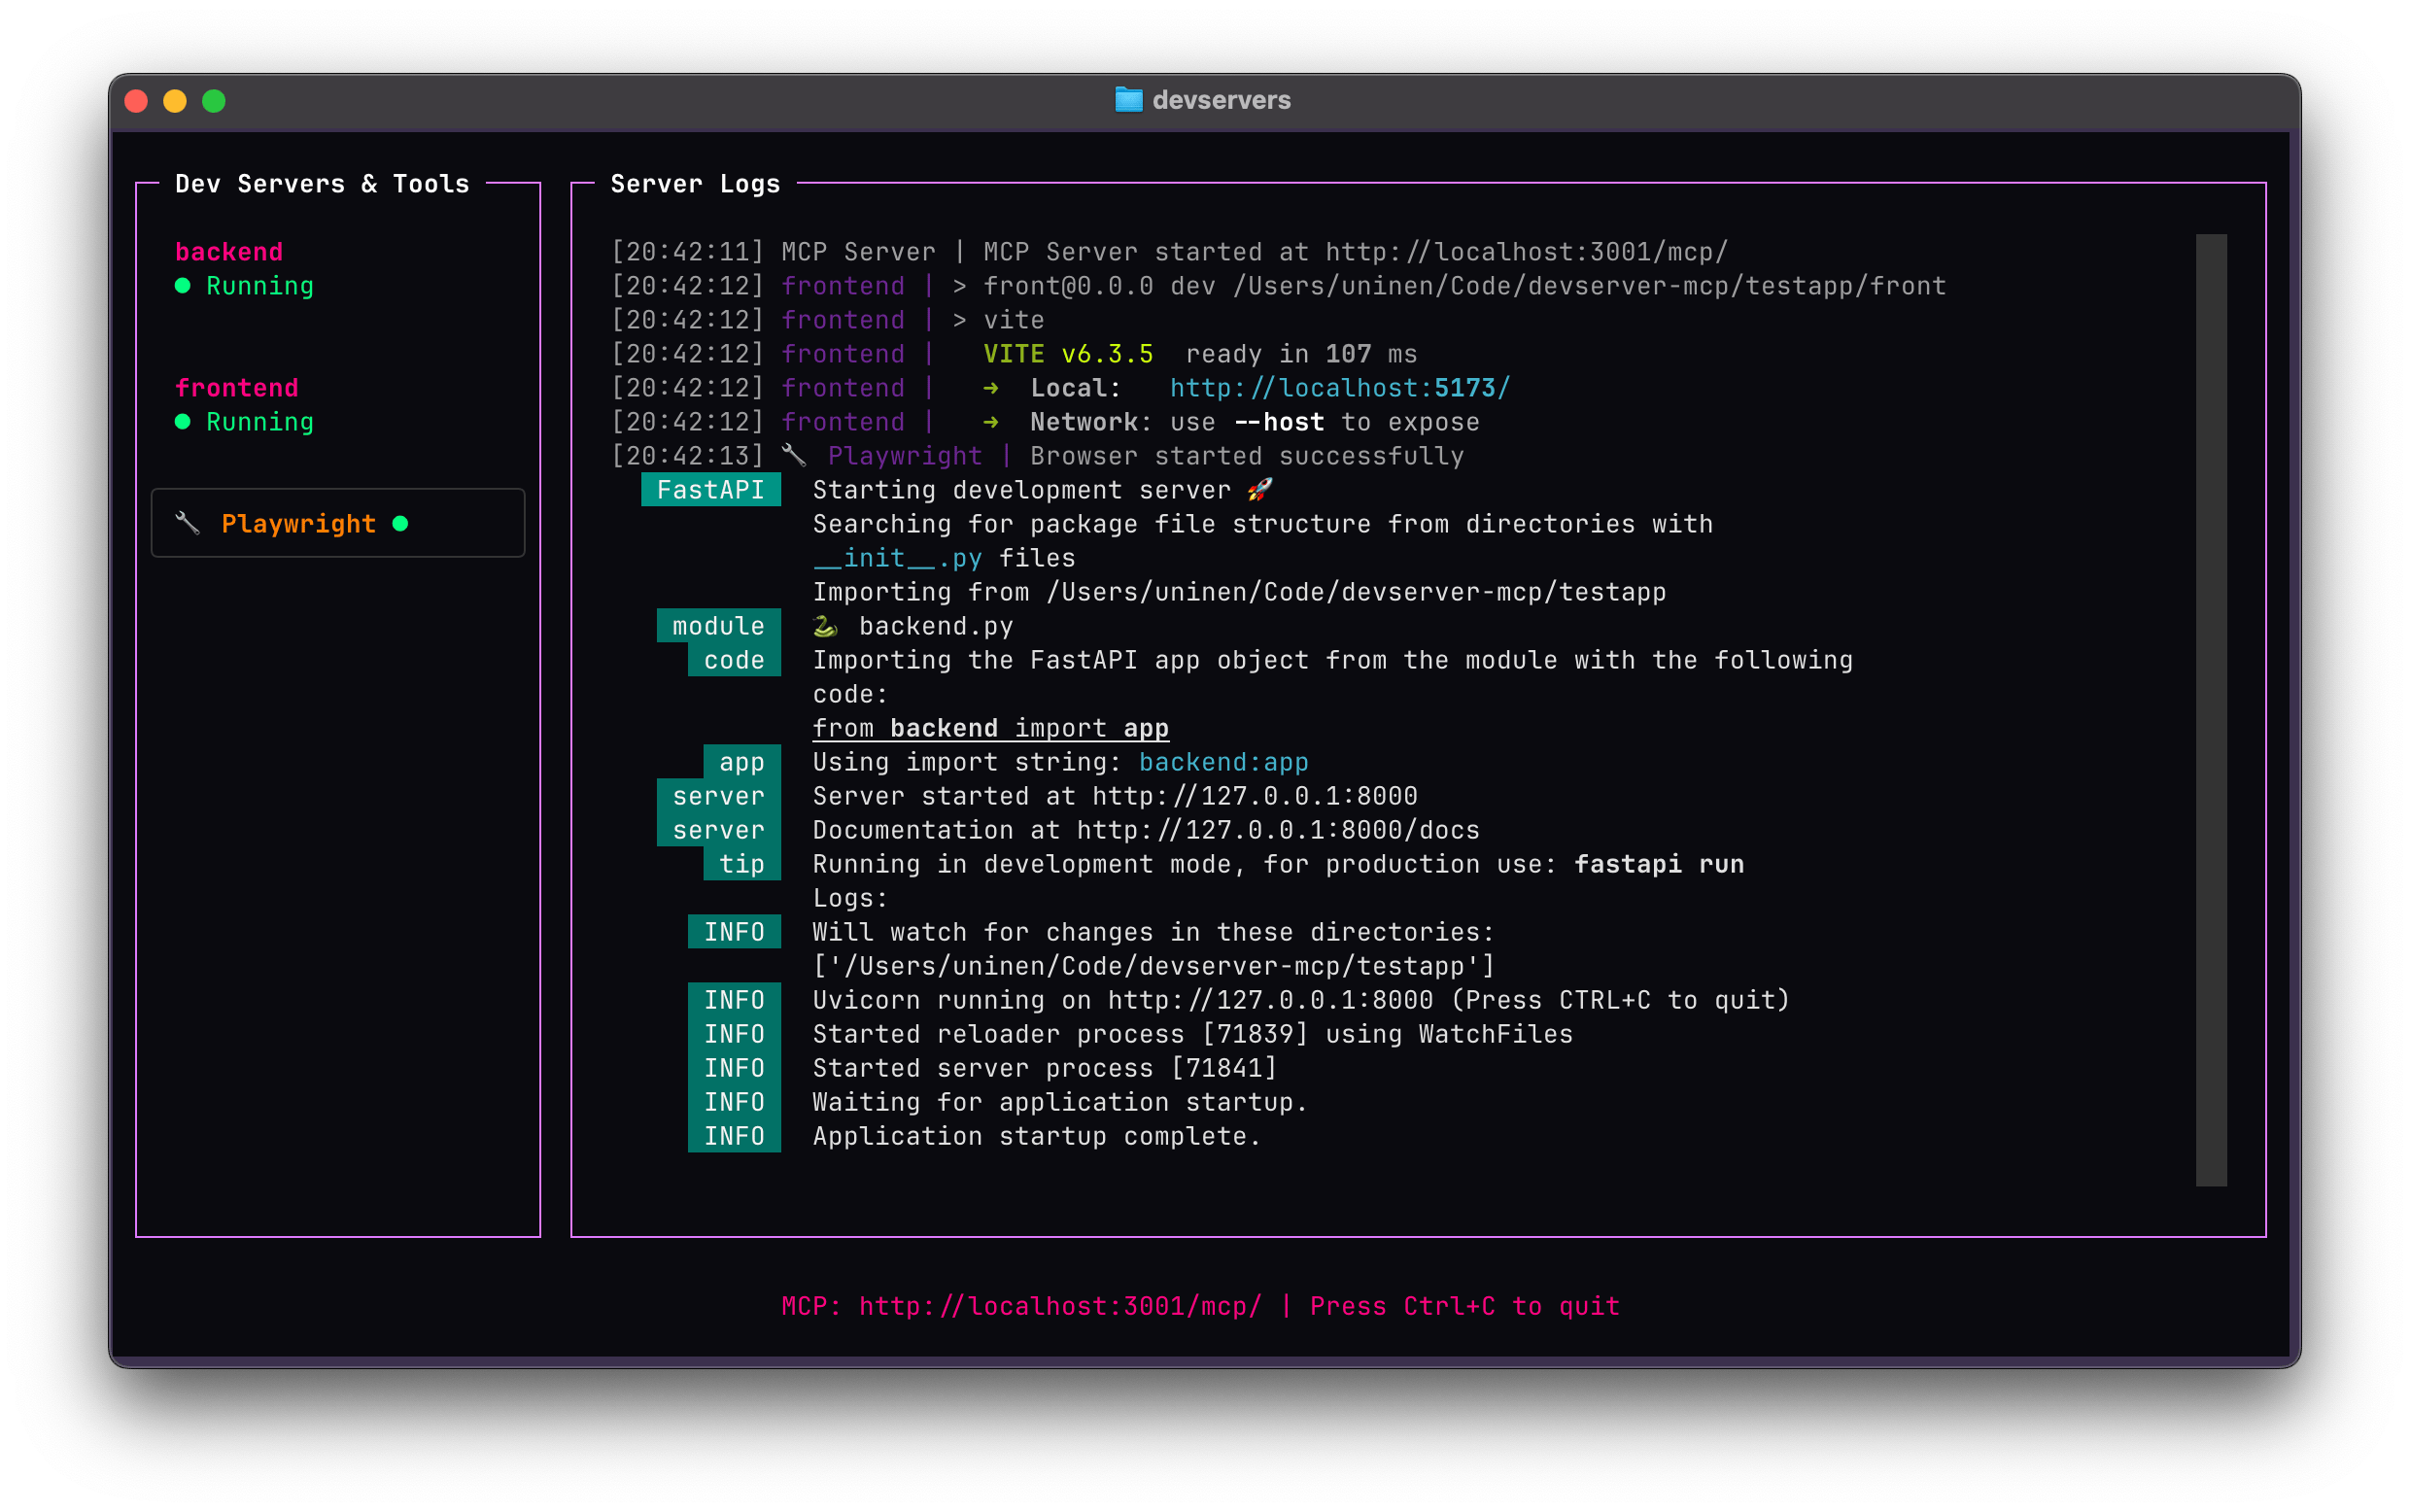 devservers
Dev Servers & Tools
backend
● Running
frontend
● Running
🔧 Playwright ●
Server Logs
[20:42:11] MCP Server | MCP Server started at http://localhost:3001/mcp/
[20:42:12] frontend | > front@0.0.0 dev /Users/uninen/Code/devserver-mcp/testapp/front
[20:42:12] frontend | > vite
[20:42:12] frontend |   VITE v6.3.5  ready in 107 ms
[20:42:12] frontend |   ➜  Local:   http://localhost:5173/
[20:42:12] frontend |   ➜  Network: use --host to expose
[20:42:13] 🔧 Playwright | Browser started successfully
FastAPI   Starting development server 🚀
Searching for package file structure from directories with
__init__.py files
Importing from /Users/uninen/Code/devserver-mcp/testapp
module   🐍 backend.py
code   Importing the FastAPI app object from the module with the following
code:
from backend import app
app   Using import string: backend:app
server   Server started at http://127.0.0.1:8000
server   Documentation at http://127.0.0.1:8000/docs
tip   Running in development mode, for production use: fastapi run
Logs:
INFO   Will watch for changes in these directories:
['/Users/uninen/Code/devserver-mcp/testapp']
INFO   Uvicorn running on http://127.0.0.1:8000 (Press CTRL+C to quit)
INFO   Started reloader process [71839] using WatchFiles
INFO   Started server process [71841]
INFO   Waiting for application startup.
INFO   Application startup complete.
MCP: http://localhost:3001/mcp/ | Press Ctrl+C to quit